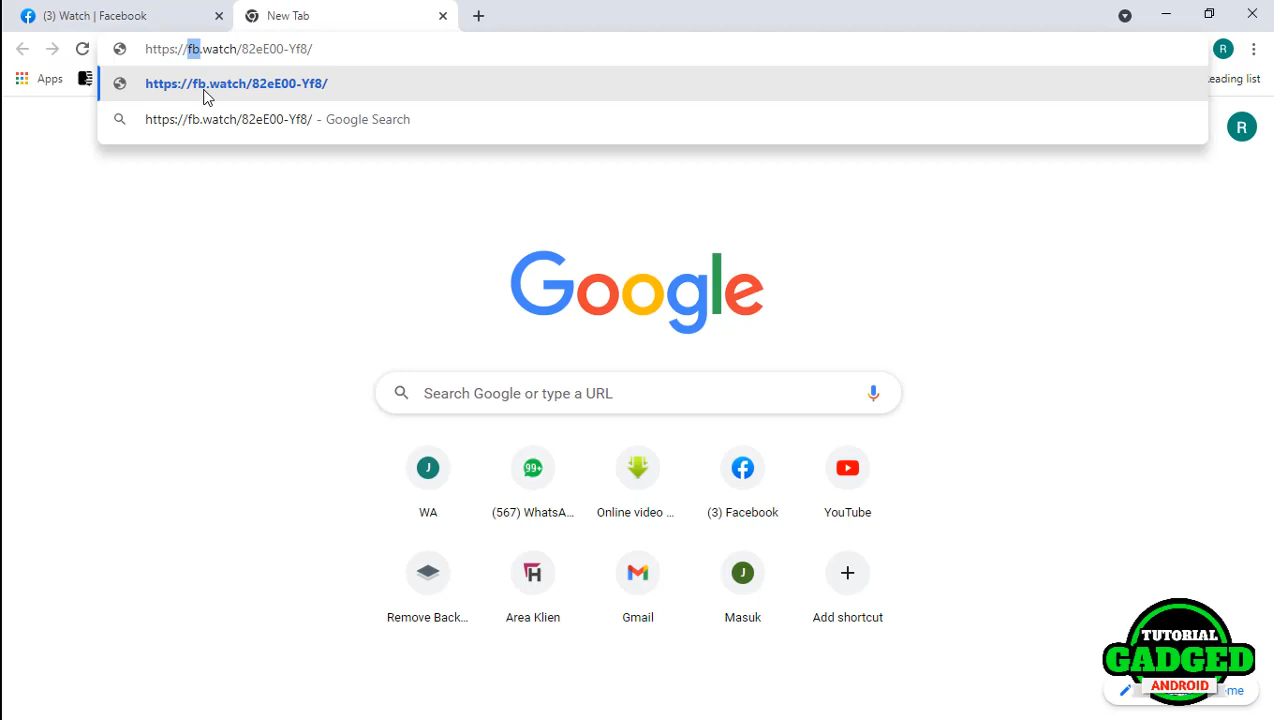 (3) Watch | Facebook
New Tab
https://fb.watch/82eE00-Yf8/
Apps
https://fb.watch/82eE00-Yf8/
eading list
https://fb.watch/82eE00-Yf8/ - Google Search
R
R
Google
Search Google or type a URL
J
99+
WA
(567) WhatsA...
Online video ...
(3) Facebook
YouTube
J
Remove Back...
Area Klien
Gmail
Masuk
Add shortcut
TUTORIAL
GADGED
ANDROID
me